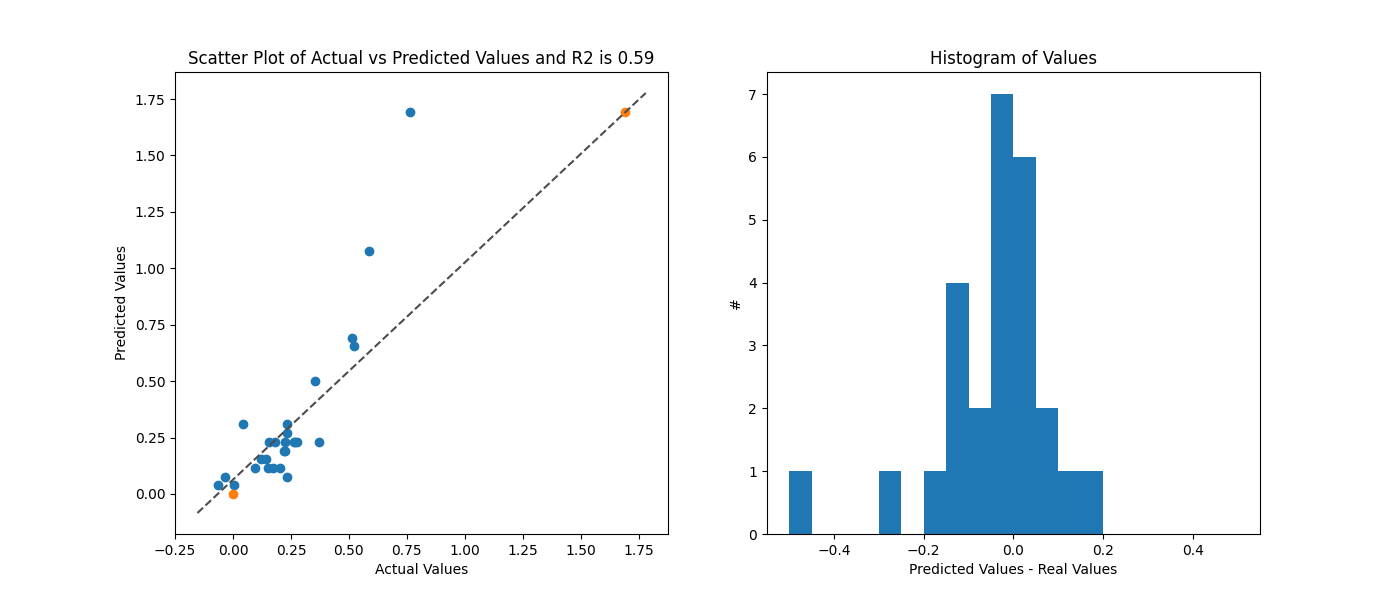 Scatter Plot of Actual vs Predicted Values and R2 is 0.59
1.75
1.50
1.25
1.00
0.75
0.50
0.25
0.00
Predicted Values
−0.25 0.00 0.25 0.50 0.75 1.00 1.25 1.50 1.75
Actual Values
Histogram of Values
7
6
5
4
3
2
1
0
#
−0.4 −0.2 0.0 0.2 0.4
Predicted Values - Real Values